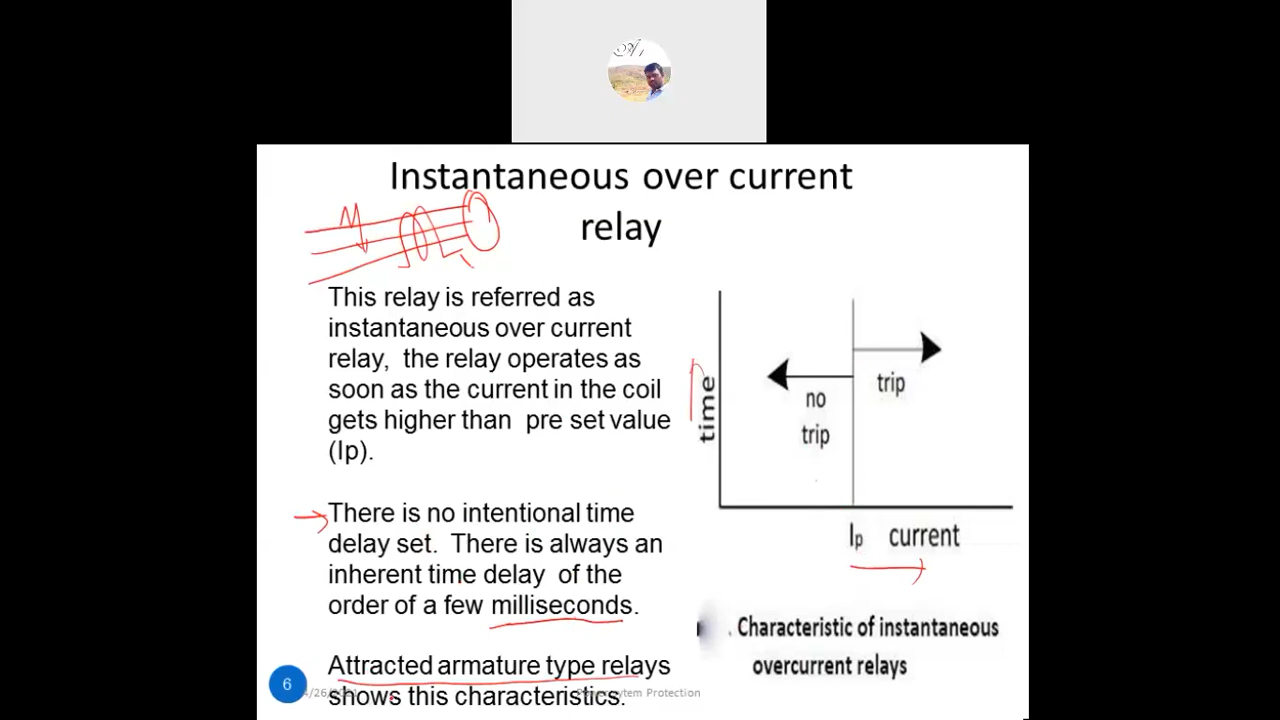 Instantaneous over current
relay
This relay is referred as
instantaneous over current
relay, the relay operates as
soon as the current in the coil
gets higher than pre set value
(Ip).
There is no intentional time
delay set. There is always an
inherent time delay of the
order of a few milliseconds.
Attracted armature type relays
shows this characteristics.
time
no
trip
trip
Ip current
. Characteristic of instantaneous
overcurrent relays
6